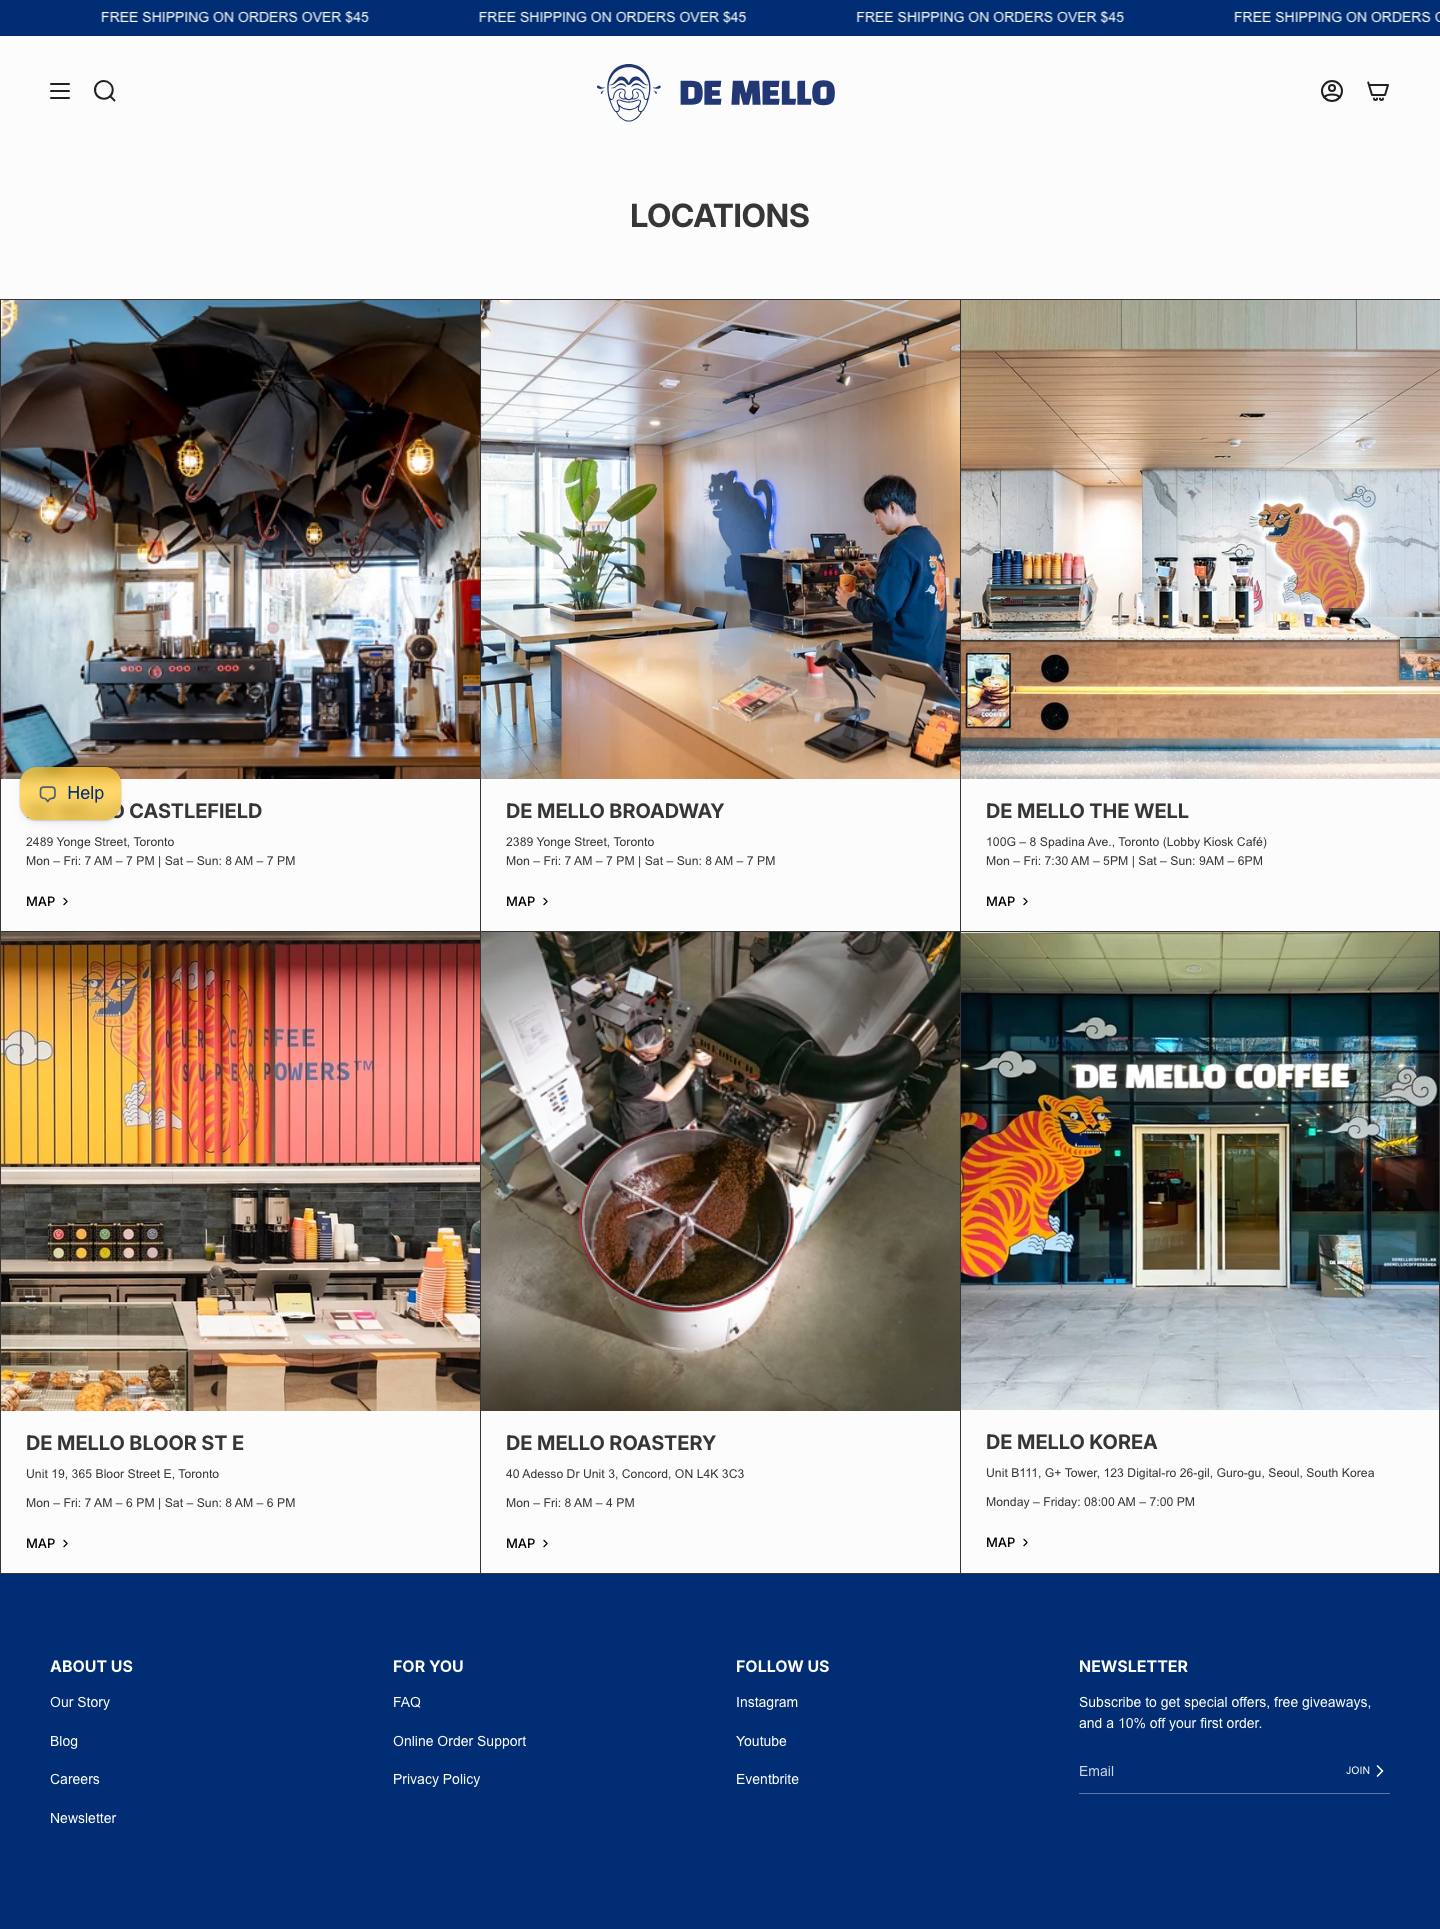 FREE SHIPPING ON ORDERS OVER $45 FREE SHIPPING ON ORDERS OVER $45 FREE SHIPPING ON ORDERS OVER $45 FREE SHIPPING ON ORDERS
DE MELLO
LOCATIONS
COOKIES
Help
CASTLEFIELD
2489 Yonge Street, Toronto
Mon – Fri: 7 AM – 7 PM | Sat – Sun: 8 AM – 7 PM
MAP
DE MELLO BROADWAY
2389 Yonge Street, Toronto
Mon – Fri: 7 AM – 7 PM | Sat – Sun: 8 AM – 7 PM
MAP
DE MELLO THE WELL
100G – 8 Spadina Ave., Toronto (Lobby Kiosk Café)
Mon – Fri: 7:30 AM – 5PM | Sat – Sun: 9AM – 6PM
MAP
OUR COFFEE
SUPERPOWERS™
DE MELLO COFFEE
DE MELLO BLOOR ST E
Unit 19, 365 Bloor Street E, Toronto
Mon – Fri: 7 AM – 6 PM | Sat – Sun: 8 AM – 6 PM
MAP
DE MELLO ROASTERY
40 Adesso Dr Unit 3, Concord, ON L4K 3C3
Mon – Fri: 8 AM – 4 PM
MAP
DE MELLO KOREA
Unit B111, G+ Tower, 123 Digital-ro 26-gil, Guro-gu, Seoul, South Korea
Monday – Friday: 08:00 AM – 7:00 PM
MAP
ABOUT US
Our Story
Blog
Careers
Newsletter
FOR YOU
FAQ
Online Order Support
Privacy Policy
FOLLOW US
Instagram
Youtube
Eventbrite
NEWSLETTER
Subscribe to get special offers, free giveaways,
and a 10% off your first order.
Email JOIN